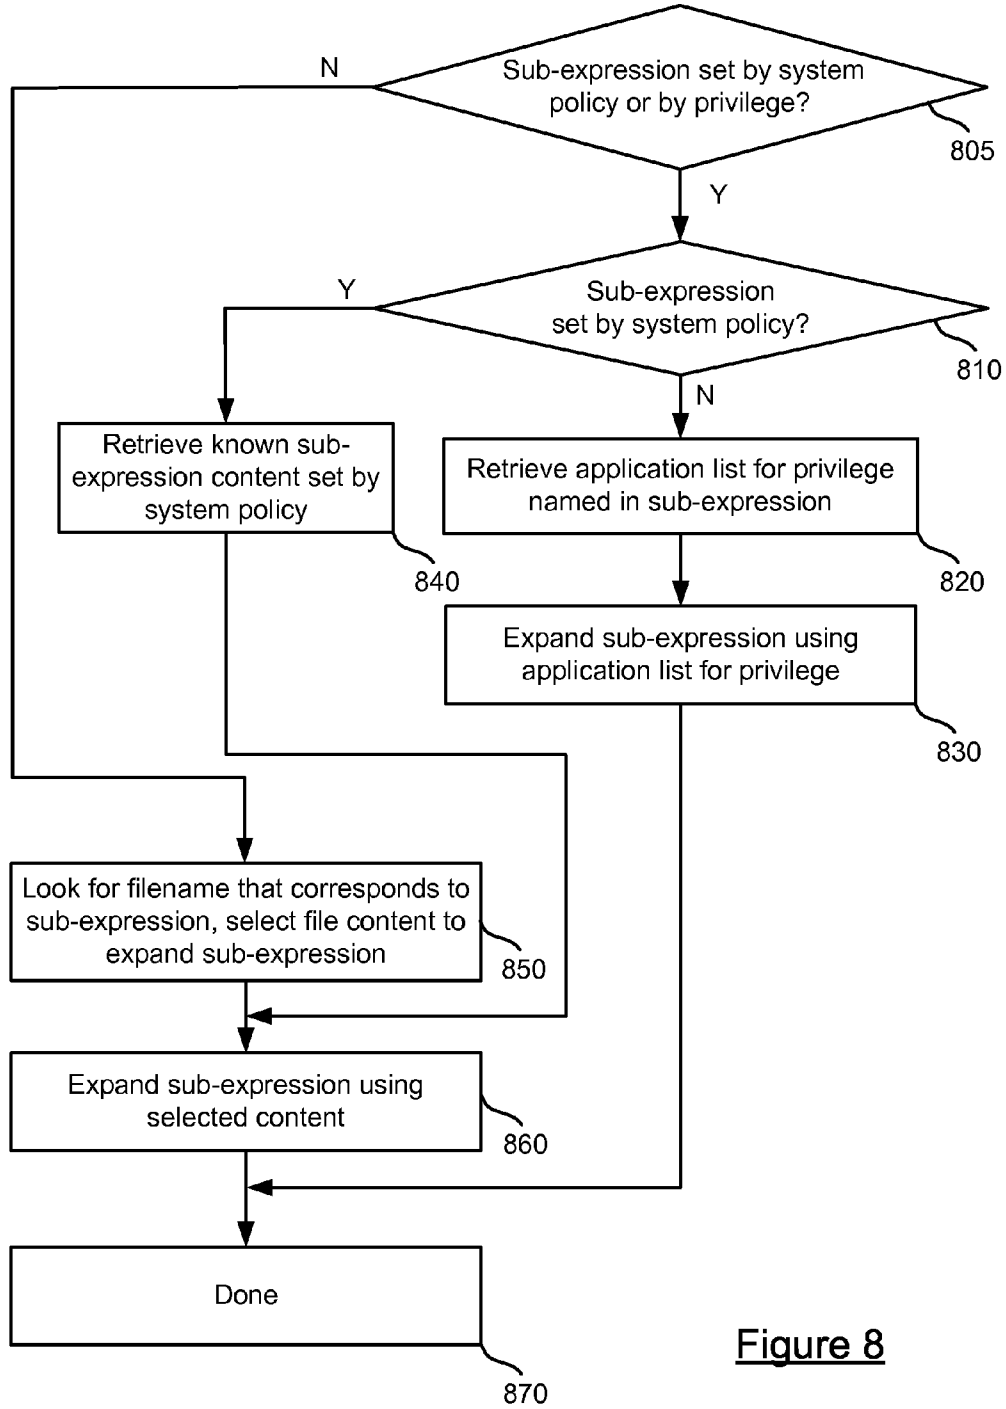 N
Sub-expression set by system
policy or by privilege?
805
Y
Y
Sub-expression
set by system policy?
810
N
Retrieve known sub-
expression content set by
system policy
840
Retrieve application list for privilege
named in sub-expression
820
Expand sub-expression using
application list for privilege
830
Look for filename that corresponds to
sub-expression, select file content to
expand sub-expression
850
Expand sub-expression using
selected content
860
Done
870
Figure 8